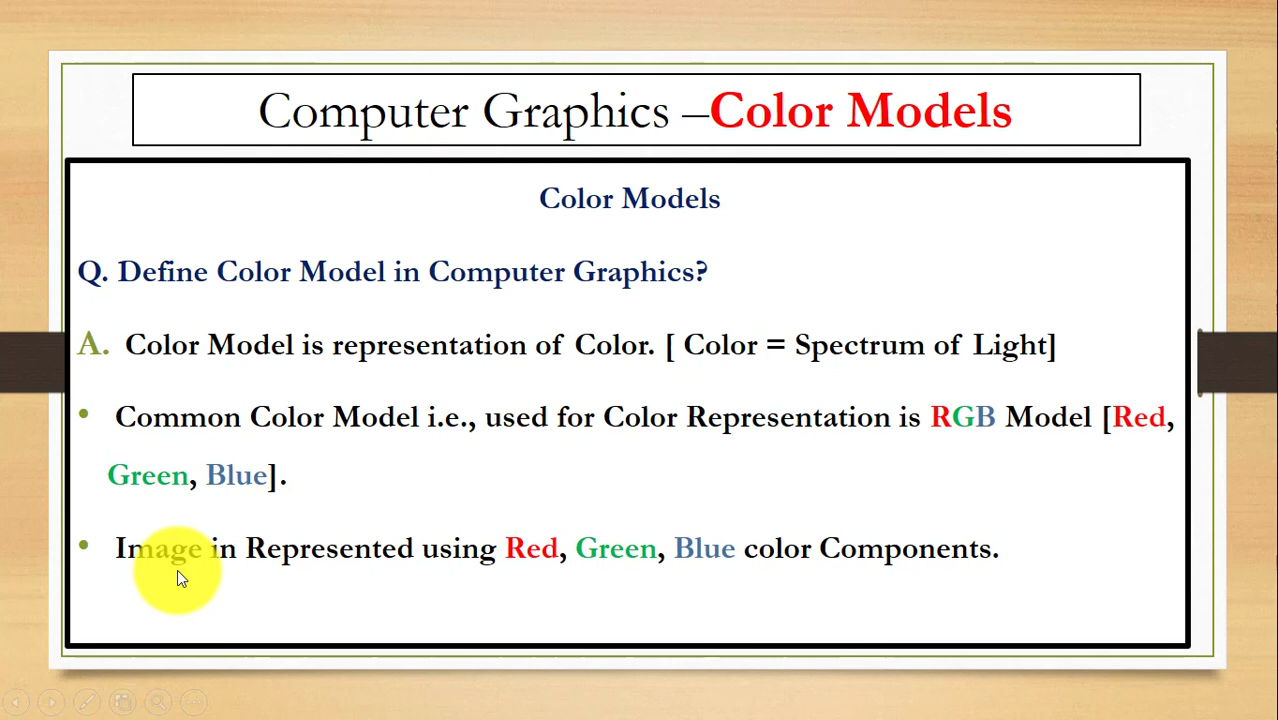 Computer Graphics –Color Models
Color Models
Q. Define Color Model in Computer Graphics?
A. Color Model is representation of Color. [ Color = Spectrum of Light]
• Common Color Model i.e., used for Color Representation is RGB Model [Red,
Green, Blue].
• Image in Represented using Red, Green, Blue color Components.